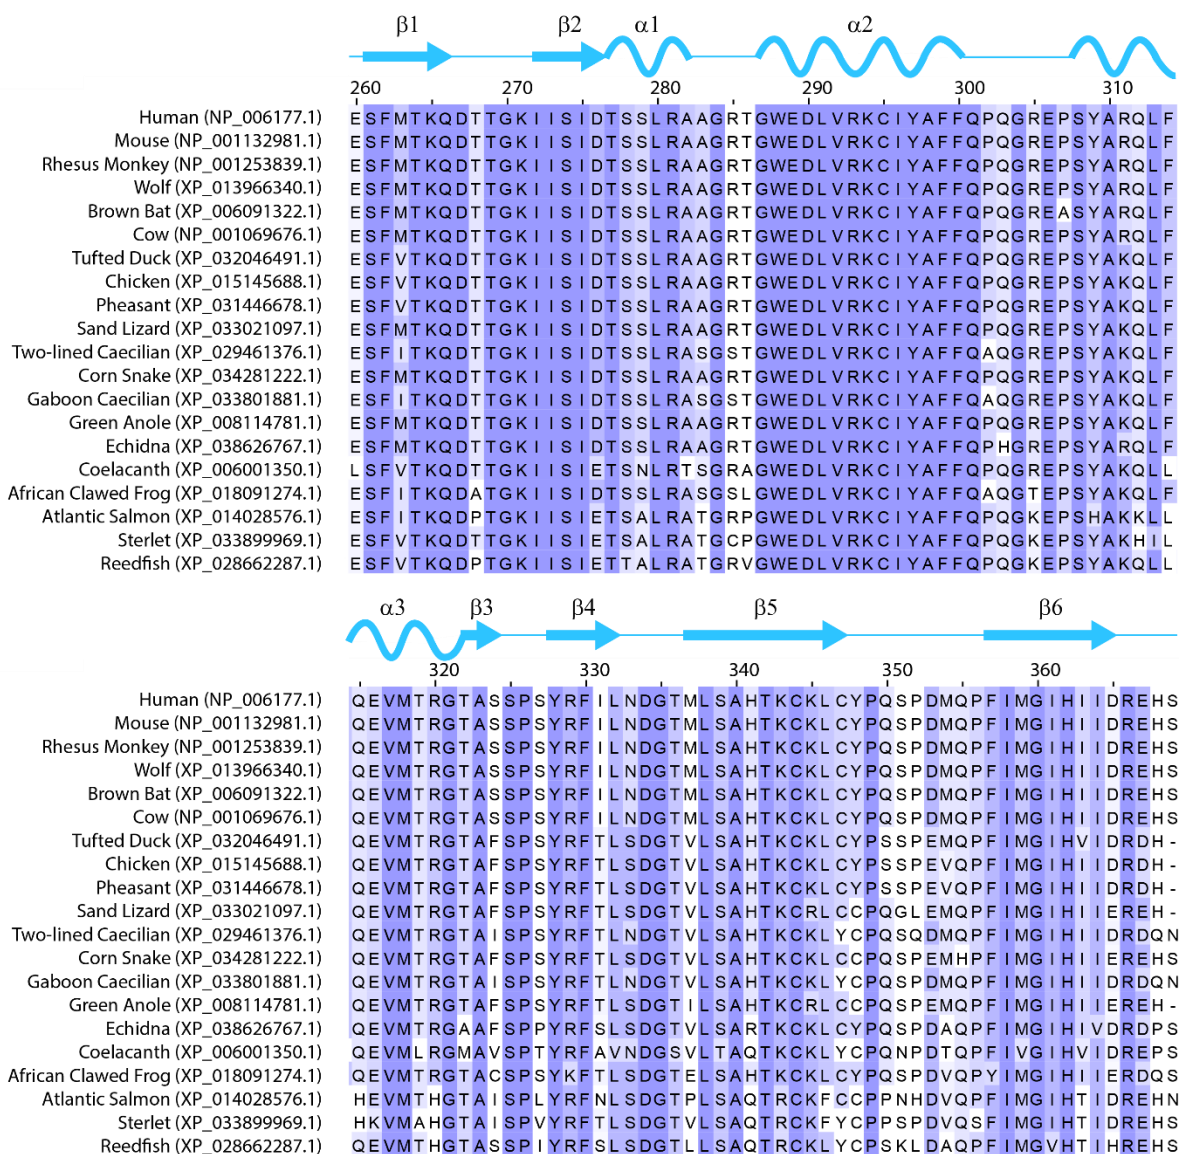 β1 β2 α1 α2
260 270 280 290 300 310
Human (NP_006177.1) ESFMTKQDTTGKIISIDTSSLRAAGRTGWEDLVRKCIYAFFQPQGREPSYARQLF
Mouse (NP_001132981.1) ESFMTKQDTTGKIISIDTSSLRAAGRTGWEDLVRKCIYAFFQPQGREPSYARQLF
Rhesus Monkey (NP_001253839.1) ESFMTKQDTTGKIISIDTSSLRAAGRTGWEDLVRKCIYAFFQPQGREPSYARQLF
Wolf (XP_013966340.1) ESFMTKQDTTGKIISIDTSSLRAAGRTGWEDLVRKCIYAFFQPQGREPSYARQLF
Brown Bat (XP_006091322.1) ESFMTKQDTTGKIISIDTSSLRAAGRTGWEDLVRKCIYAFFQPQGREASYARQLF
Cow (NP_001069676.1) ESFMTKQDTTGKIISIDTSSLRAAGRTGWEDLVRKCIYAFFQPQGREPSYARQLF
Tufted Duck (XP_032046491.1) ESFVTKQDTTGKIISIDTSSLRAAGRTGWEDLVRKCIYAFFQPQGREPSYAKQLF
Chicken (XP_015145688.1) ESFVTKQDTTGKIISIDTSSLRAAGRTGWEDLVRKCIYAFFQPQGREPSYAKQLF
Pheasant (XP_031446678.1) ESFVTKQDTTGKIISIDTSSLRAAGRTGWEDLVRKCIYAFFQPQGREPSYAKQLF
Sand Lizard (XP_033021097.1) ESFMTKQDTTGKIISIDTSSLRAAGRTGWEDLVRKCIYAFFQPQGREPSYAKQLF
Two-lined Caecilian (XP_029461376.1) ESFITKQDTTGKIISIDTSSLRASGSTGWEDLVRKCIYAFFQAQGREPSYAKQLF
Corn Snake (XP_034281222.1) ESFMTKQDTTGKIISIDTSSLRAAGRTGWEDLVRKCIYAFFQPQGREPSYAKQLF
Gaboon Caecilian (XP_033801881.1) ESFITKQDTTGKIISIDTSSLRASGSTGWEDLVRKCIYAFFQAQGREPSYAKQLF
Green Anole (XP_008114781.1) ESFMTKQDTTGKIISIDTSSLRAAGRTGWEDLVRKCIYAFFQPQGREPSYAKQLF
Echidna (XP_038626767.1) ESFMTKQDTTGKIISIDTSSLRAAGRTGWEDLVRKCIYAFFQPHGREPSYARQLF
Coelacanth (XP_006001350.1) LSFVTKQDTTGKIISIETSNLRTSGRAGWEDLVRKCIYAFFQPQGREPSYAKQLL
African Clawed Frog (XP_018091274.1) ESFITKQDATGKIISIDTSSLRASGSLGWEDLVRKCIYAFFQAQGTEPSYAKQLF
Atlantic Salmon (XP_014028576.1) ESFITKQDPTGKIISIETSALRATGRPGWEDLVRKCIYAFFQPQGKEPSHAKKLL
Sterlet (XP_033899969.1) ESFVTKQDTTGKIISIETSALRATGCPGWEDLVRKCIYAFFQPQGKEPSYAKHIL
Reedfish (XP_028662287.1) ESFVTKQDPTGKIISIETTALRATGRVGWEDLVRKCIYAFFQPQGKEPSYAKQLL
α3 β3 β4 β5 β6
320 330 340 350 360
Human (NP_006177.1) QEVMTRGTASSPSYRFILNDGTMLSAHTKCKLCYPQSPDMQPFIMGIHIIDREHS
Mouse (NP_001132981.1) QEVMTRGTASSPSYRFILNDGTMLSAHTKCKLCYPQSPDMQPFIMGIHIIDREHS
Rhesus Monkey (NP_001253839.1) QEVMTRGTASSPSYRFILNDGTMLSAHTKCKLCYPQSPDMQPFIMGIHIIDREHS
Wolf (XP_013966340.1) QEVMTRGTASSPSYRFILNDGTMLSAHTKCKLCYPQSPDMQPFIMGIHIIDREHS
Brown Bat (XP_006091322.1) QEVMTRGTASSPSYRFILNDGTMLSAHTKCKLCYPQSPDMQPFIMGIHIIDREHS
Cow (NP_001069676.1) QEVMTRGTASSPSYRFILNDGTMLSAHTKCKLCYPQSPDMQPFIMGIHIIDREHS
Tufted Duck (XP_032046491.1) QEVMTRGTAFSPSYRFTLSDGTVLSAHTKCKLCYPSSPEMQPFIMGIHVIDRDH-
Chicken (XP_015145688.1) QEVMTRGTAFSPSYRFTLSDGTVLSAHTKCKLCYPSSPEVQPFIMGIHIIDRDH-
Pheasant (XP_031446678.1) QEVMTRGTAFSPSYRFTLSDGTVLSAHTKCKLCYPSSPEVQPFIMGIHIIDRDH-
Sand Lizard (XP_033021097.1) QEVMTRGTAFSPSYRFTLSDGTVLSAHTKCRLCCPQGLEMQPFIMGIHIIEREH-
Two-lined Caecilian (XP_029461376.1) QEVMTRGTAISPSYRFTLNDGTVLSAHTKCKLYCPQSQDMQPFIMGIHIIDRDQN
Corn Snake (XP_034281222.1) QEVMTRGTAFSPSYRFTLSDGTVLSAHTKCKLCCPQSPEMHPFIMGIHIIEREHS
Gaboon Caecilian (XP_033801881.1) QEVMTRGTAISPSYRFTLNDGTVLSAHTKCKLYCPQSPDMQPFIMGIHIIDRDQN
Green Anole (XP_008114781.1) QEVMTRGTAFSPSYRFTLSDGTILSAHTKCRLCCPQSPEMQPFIMGIHIIEREH-
Echidna (XP_038626767.1) QEVMTRGAAFSPPYRFSLSDGTVLSARTKCKLCYPQSPDAQPFIMGIHIVDRDPS
Coelacanth (XP_006001350.1) QEVMLRGMAVSPTYRFAVNDGSVLTAQTKCKLYCPQNPDTQPFIVGIHVIDREPS
African Clawed Frog (XP_018091274.1) QEVMTRGTACSPSYKFTLSDGTELSAHTKCKLCYPQSPDVQPYIMGIHIIERDQS
Atlantic Salmon (XP_014028576.1) HEVMTHGTAISPLYRFNLSDGTPLSAQTRCKFCCPPNHDVQPFIMGIHTIDREHN
Sterlet (XP_033899969.1) HKVMAHGTAISPVYRFSLSDGTVLSAQTRCKFYCPPSPDVQSFIMGIHTIDREHS
Reedfish (XP_028662287.1) QEVMTHGTASSPIYRFSLSDGTLLSAQTRCKLYCPSKLDAQPFIMGVHTIHREHS